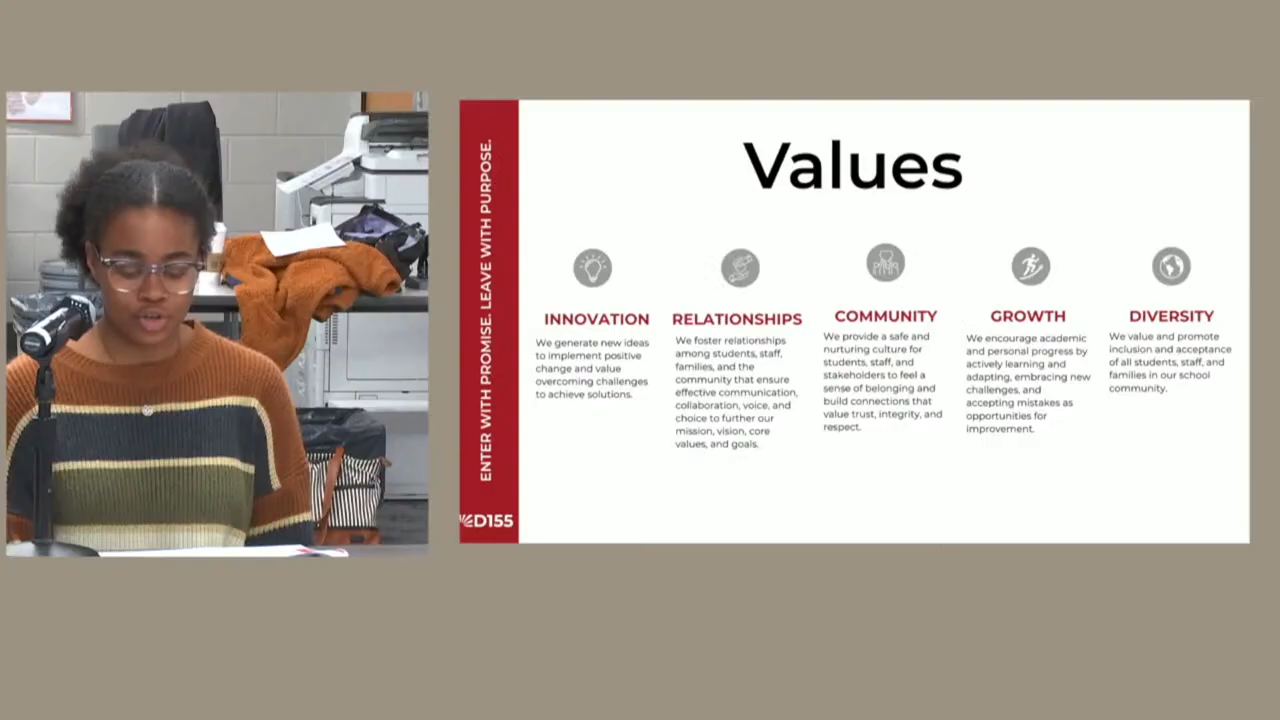 ENTER WITH PROMISE. LEAVE WITH PURPOSE.
D155
Values
INNOVATION
We generate new ideas
to implement positive
change and value
overcoming challenges
to achieve solutions.
RELATIONSHIPS
We foster relationships
among students, staff,
families, and the
community that ensure
effective communication,
collaboration, voice, and
choice to further our
mission, vision, core
values, and goals.
COMMUNITY
We provide a safe and
nurturing culture for
students, staff, and
stakeholders to feel a
sense of belonging and
build connections that
value trust, integrity, and
respect.
GROWTH
We encourage academic
and personal progress by
actively learning and
adapting, embracing new
challenges, and
accepting mistakes as
opportunities for
improvement.
DIVERSITY
We value and promote
inclusion and acceptance
of all students, staff, and
families in our school
community.